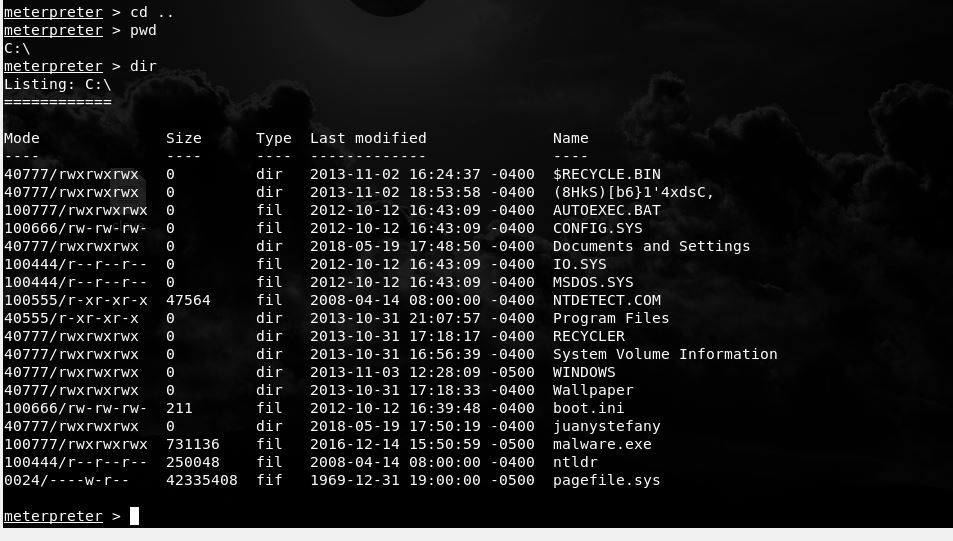 meterpreter > cd ..
meterpreter > pwd
C:\
meterpreter > dir
Listing: C:\
============
Mode Size Type Last modified Name
---- ---- ---- ------------- ----
40777/rwxrwxrwx 0 dir 2013-11-02 16:24:37 -0400 $RECYCLE.BIN
40777/rwxrwxrwx 0 dir 2013-11-02 18:53:58 -0400 (8HkS)[b6}1'4xdsC,
100777/rwxrwxrwx 0 fil 2012-10-12 16:43:09 -0400 AUTOEXEC.BAT
100666/rw-rw-rw- 0 fil 2012-10-12 16:43:09 -0400 CONFIG.SYS
40777/rwxrwxrwx 0 dir 2018-05-19 17:48:50 -0400 Documents and Settings
100444/r--r--r-- 0 fil 2012-10-12 16:43:09 -0400 IO.SYS
100444/r--r--r-- 0 fil 2012-10-12 16:43:09 -0400 MSDOS.SYS
100555/r-xr-xr-x 47564 fil 2008-04-14 08:00:00 -0400 NTDETECT.COM
40555/r-xr-xr-x 0 dir 2013-10-31 21:07:57 -0400 Program Files
40777/rwxrwxrwx 0 dir 2013-10-31 17:18:17 -0400 RECYCLER
40777/rwxrwxrwx 0 dir 2013-10-31 16:56:39 -0400 System Volume Information
40777/rwxrwxrwx 0 dir 2013-11-03 12:28:09 -0500 WINDOWS
40777/rwxrwxrwx 0 dir 2013-10-31 17:18:33 -0400 Wallpaper
100666/rw-rw-rw- 211 fil 2012-10-12 16:39:48 -0400 boot.ini
40777/rwxrwxrwx 0 dir 2018-05-19 17:50:19 -0400 juanystefany
100777/rwxrwxrwx 731136 fil 2016-12-14 15:50:59 -0500 malware.exe
100444/r--r--r-- 250048 fil 2008-04-14 08:00:00 -0400 ntldr
0024/----w-r-- 42335408 fif 1969-12-31 19:00:00 -0500 pagefile.sys
meterpreter >